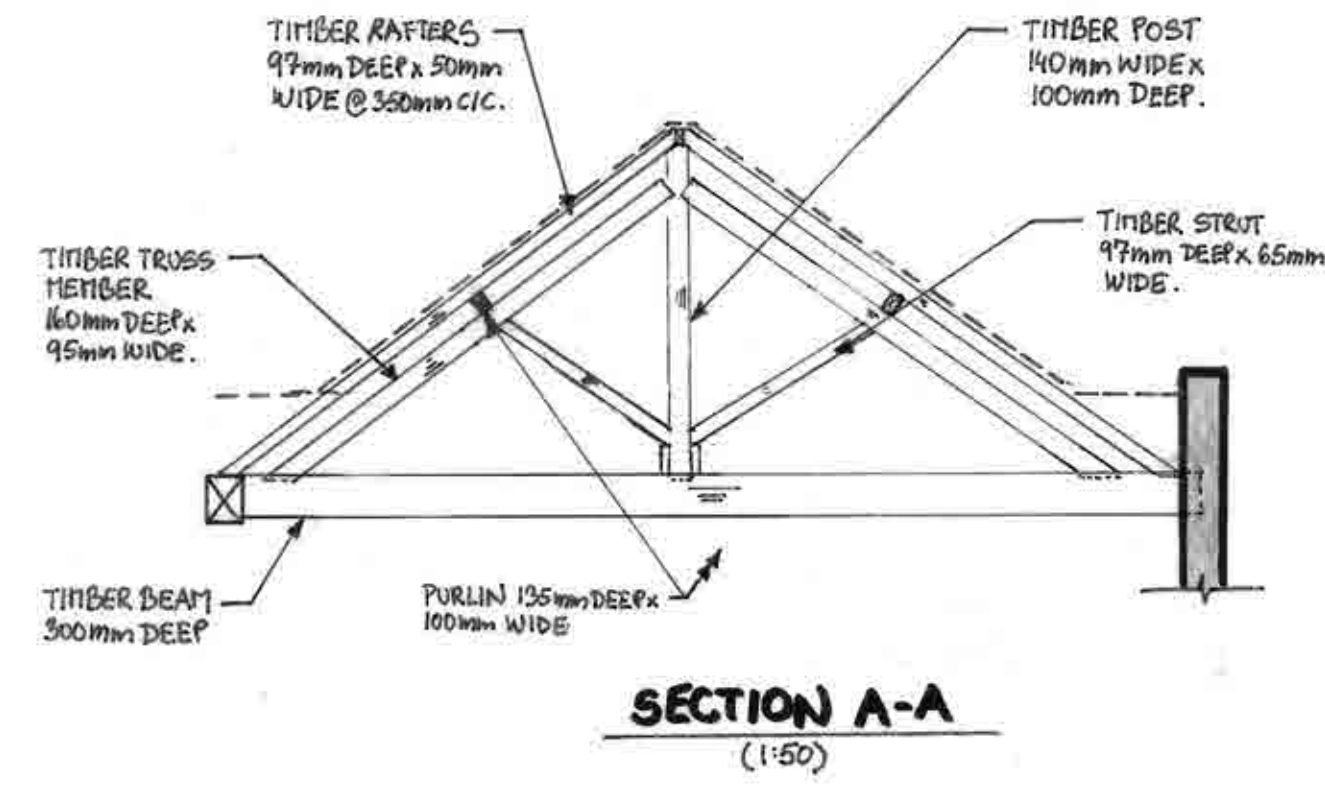 TIMBER RAFTERS
97mm DEEP x 50mm
WIDE @ 350mm C/C.
TIMBER POST
140mm WIDE x
100mm DEEP.
TIMBER STRUT
97mm DEEP x 65mm
WIDE.
TIMBER TRUSS
MEMBER
160mm DEEP x
95mm WIDE.
TIMBER BEAM
300mm DEEP
PURLIN 135mm DEEP x
100mm WIDE
SECTION A-A
(1:50)